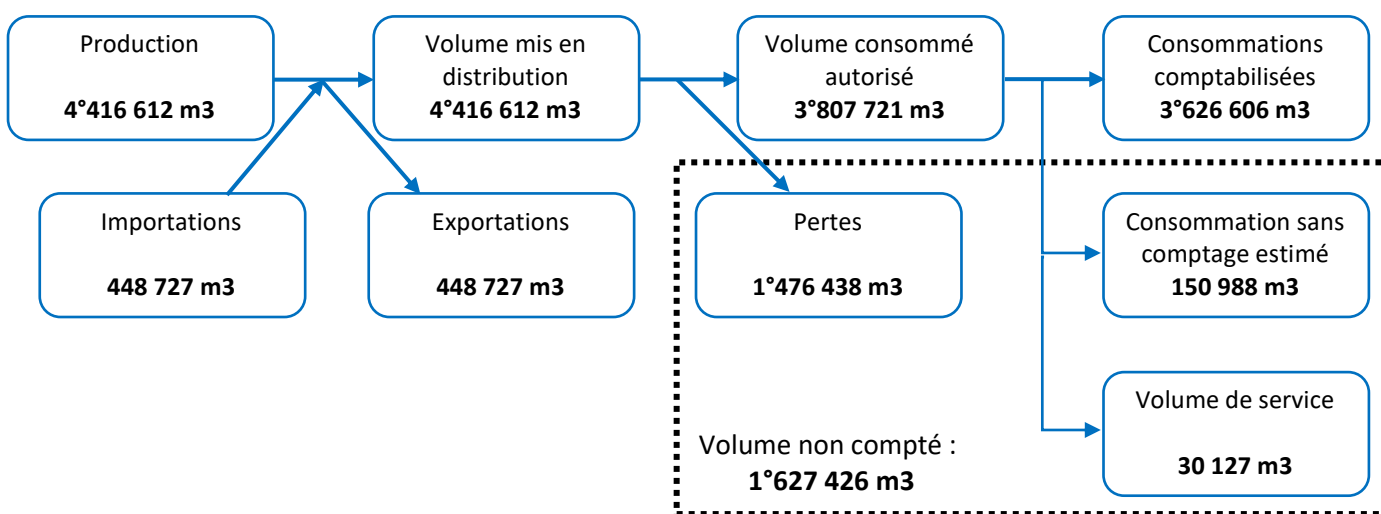 Production
4°416 612 m3
Volume mis en
distribution
4°416 612 m3
Volume consommé
autorisé
3°807 721 m3
Consommations
comptabilisées
3°626 606 m3
Importations
448 727 m3
Exportations
448 727 m3
Pertes
1°476 438 m3
Consommation sans
comptage estimé
150 988 m3
Volume de service
30 127 m3
Volume non compté :
1°627 426 m3